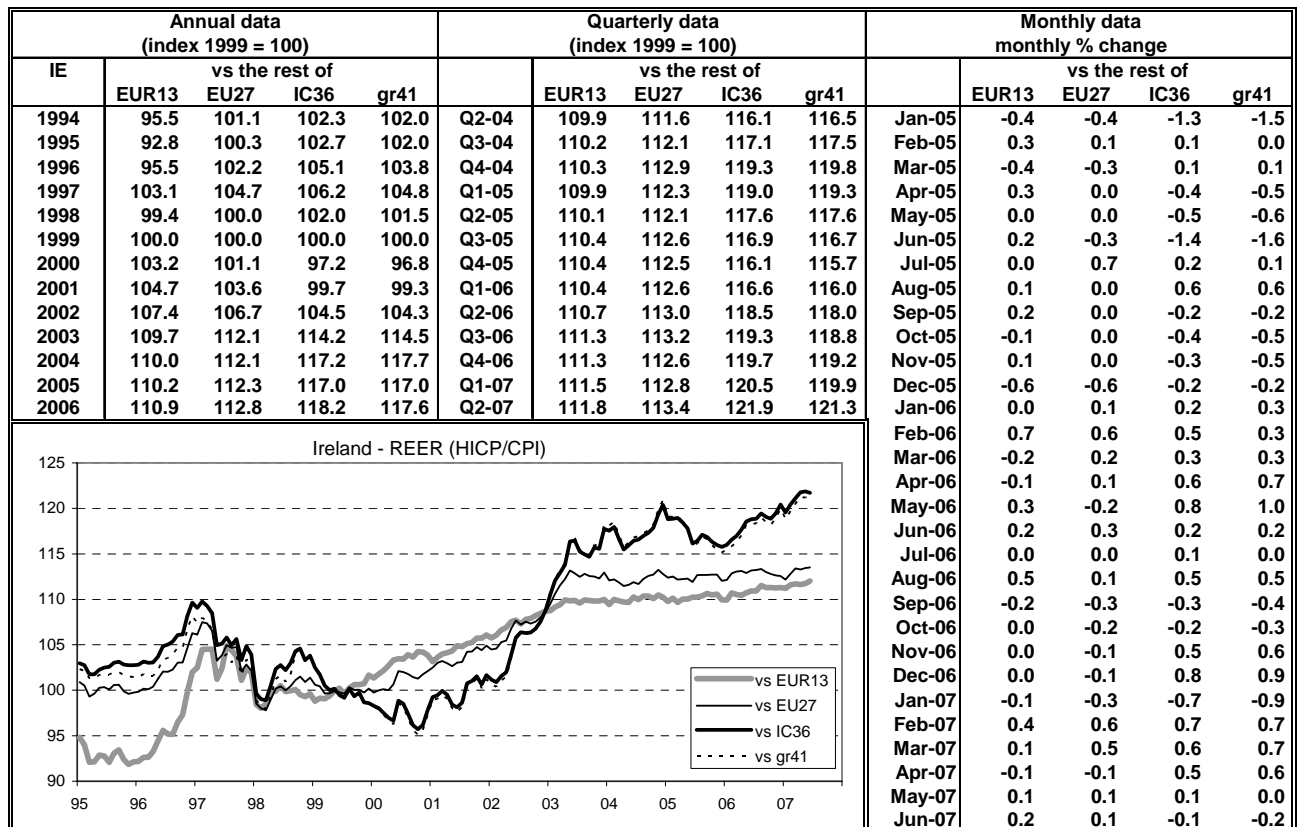 Annual data Quarterly data Monthly data
(index 1999 = 100) (index 1999 = 100) monthly % change
IE vs the rest of vs the rest of vs the rest of
EUR13 EU27 IC36 gr41 EUR13 EU27 IC36 gr41 EUR13 EU27 IC36 gr41
1994 95.5 101.1 102.3 102.0 Q2-04 109.9 111.6 116.1 116.5 Jan-05 -0.4 -0.4 -1.3 -1.5
1995 92.8 100.3 102.7 102.0 Q3-04 110.2 112.1 117.1 117.5 Feb-05 0.3 0.1 0.1 0.0
1996 95.5 102.2 105.1 103.8 Q4-04 110.3 112.9 119.3 119.8 Mar-05 -0.4 -0.3 0.1 0.1
1997 103.1 104.7 106.2 104.8 Q1-05 109.9 112.3 119.0 119.3 Apr-05 0.3 0.0 -0.4 -0.5
1998 99.4 100.0 102.0 101.5 Q2-05 110.1 112.1 117.6 117.6 May-05 0.0 0.0 -0.5 -0.6
1999 100.0 100.0 100.0 100.0 Q3-05 110.4 112.6 116.9 116.7 Jun-05 0.2 -0.3 -1.4 -1.6
2000 103.2 101.1 97.2 96.8 Q4-05 110.4 112.5 116.1 115.7 Jul-05 0.0 0.7 0.2 0.1
2001 104.7 103.6 99.7 99.3 Q1-06 110.4 112.6 116.6 116.0 Aug-05 0.1 0.0 0.6 0.6
2002 107.4 106.7 104.5 104.3 Q2-06 110.7 113.0 118.5 118.0 Sep-05 0.2 0.0 -0.2 -0.2
2003 109.7 112.1 114.2 114.5 Q3-06 111.3 113.2 119.3 118.8 Oct-05 -0.1 0.0 -0.4 -0.5
2004 110.0 112.1 117.2 117.7 Q4-06 111.3 112.6 119.7 119.2 Nov-05 0.1 0.0 -0.3 -0.5
2005 110.2 112.3 117.0 117.0 Q1-07 111.5 112.8 120.5 119.9 Dec-05 -0.6 -0.6 -0.2 -0.2
2006 110.9 112.8 118.2 117.6 Q2-07 111.8 113.4 121.9 121.3 Jan-06 0.0 0.1 0.2 0.3
Feb-06 0.7 0.6 0.5 0.3
Mar-06 -0.2 0.2 0.3 0.3
Apr-06 -0.1 0.1 0.6 0.7
May-06 0.3 -0.2 0.8 1.0
Jun-06 0.2 0.3 0.2 0.2
Jul-06 0.0 0.0 0.1 0.0
Aug-06 0.5 0.1 0.5 0.5
Sep-06 -0.2 -0.3 -0.3 -0.4
Oct-06 0.0 -0.2 -0.2 -0.3
Nov-06 0.0 -0.1 0.5 0.6
Dec-06 0.0 -0.1 0.8 0.9
Jan-07 -0.1 -0.3 -0.7 -0.9
Feb-07 0.4 0.6 0.7 0.7
Mar-07 0.1 0.5 0.6 0.7
Apr-07 -0.1 -0.1 0.5 0.6
May-07 0.1 0.1 0.1 0.0
Jun-07 0.2 0.1 -0.1 -0.2
Ireland - REER (HICP/CPI)
125
120
115
110
105
100
95
90
vs EUR13
vs EU27
vs IC36
vs gr41
95 96 97 98 99 00 01 02 03 04 05 06 07